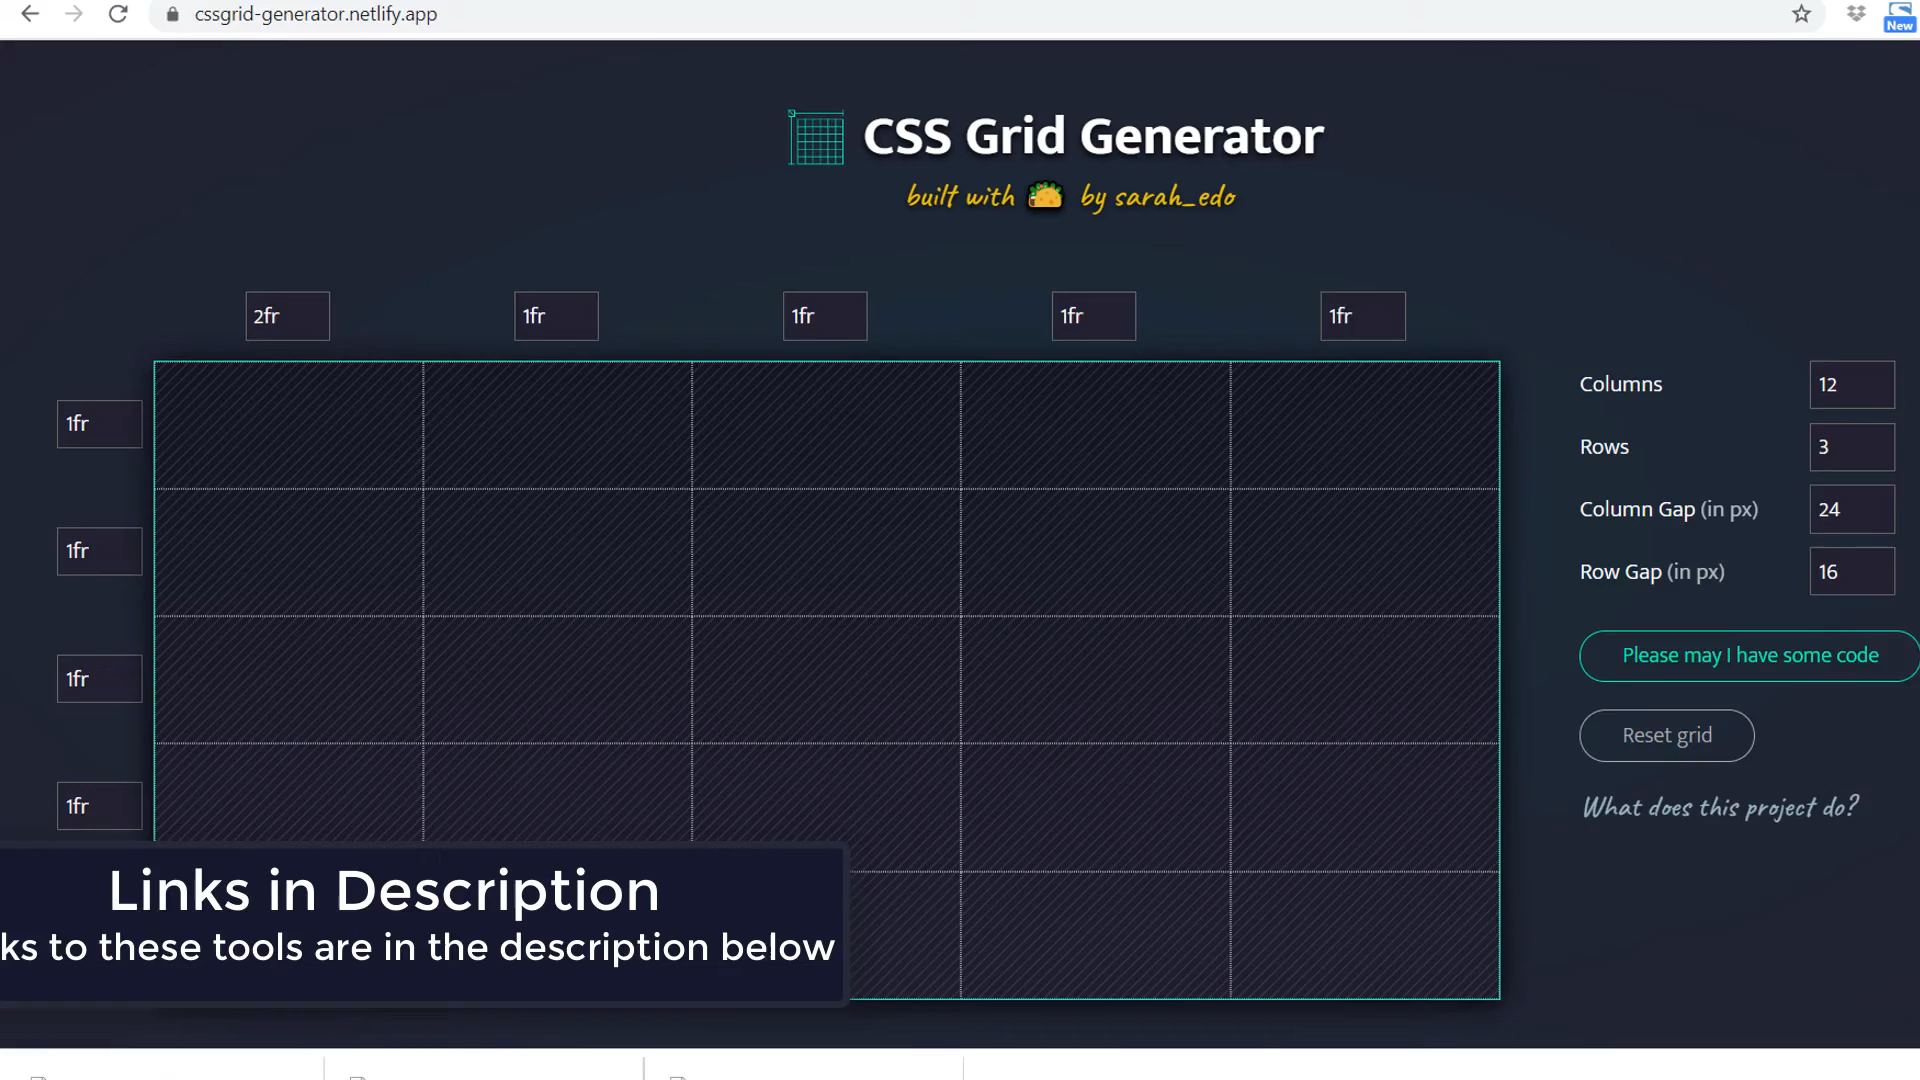 cssgrid-generator.netlify.app
New
CSS Grid Generator
built with by sarah_edo
2fr 1fr 1fr 1fr 1fr
1fr
1fr
1fr
1fr
Columns 12
Rows 3
Column Gap (in px) 24
Row Gap (in px) 16
Please may I have some code
Reset grid
What does this project do?
Links in Description
ks to these tools are in the description below